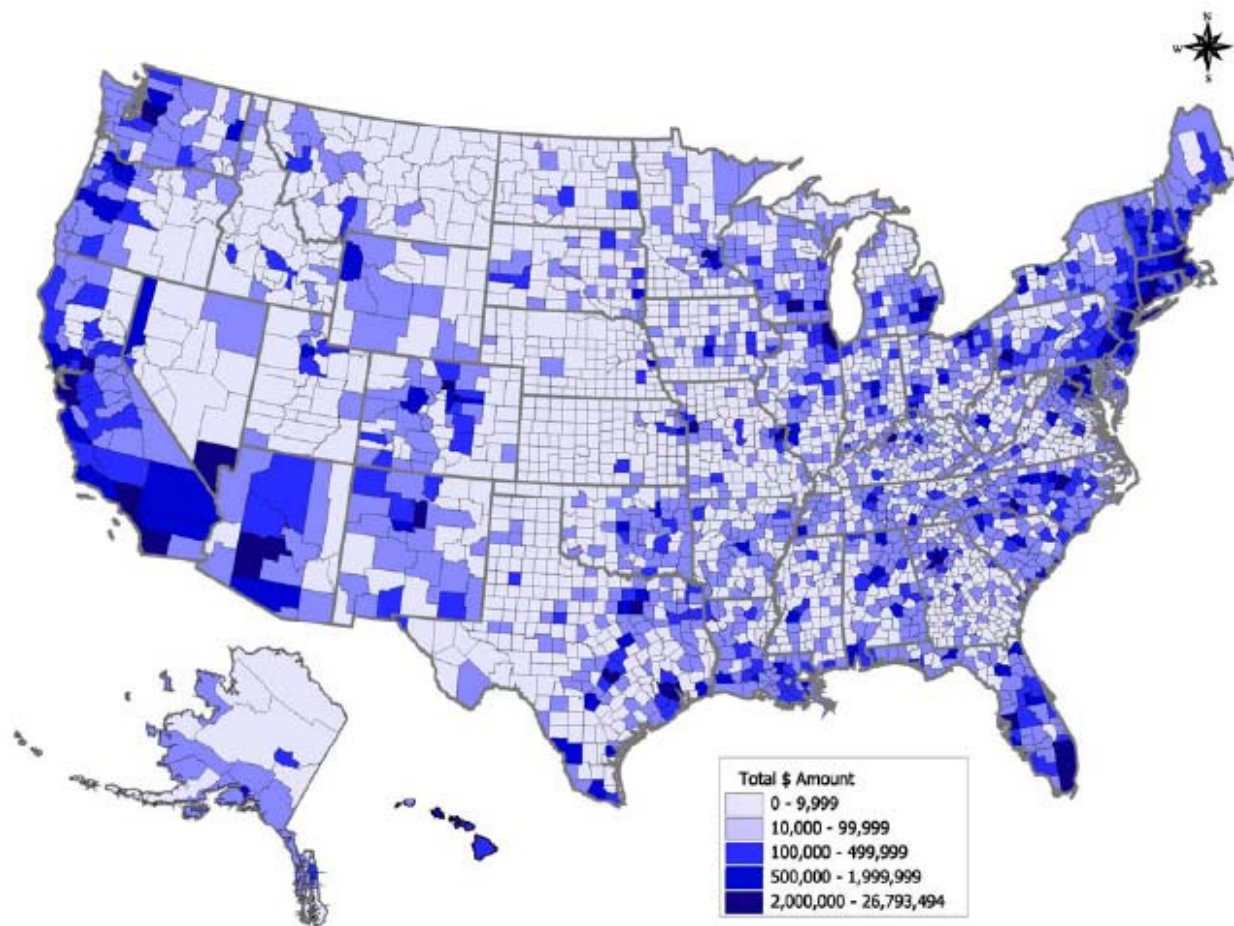 N
W
S
Total $ Amount
0 - 9,999
10,000 - 99,999
100,000 - 499,999
500,000 - 1,999,999
2,000,000 - 26,793,494